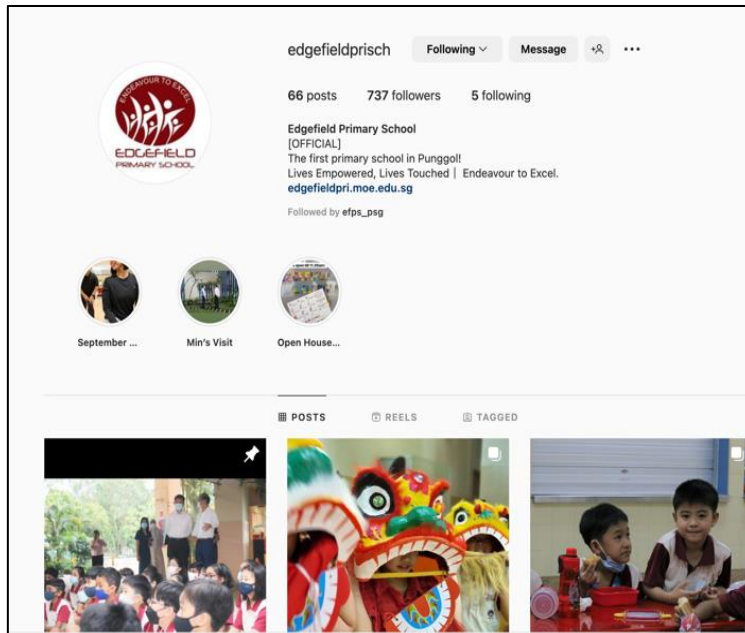 edgefieldprisch Following Message
66 posts 737 followers 5 following
Edgefield Primary School
[OFFICIAL]
The first primary school in Punggol!
Lives Empowered, Lives Touched | Endeavour to Excel.
edgefieldpri.moe.edu.sg
Followed by efps_psg
ENDEAVOUR TO EXCEL
EDGEFIELD
PRIMARY SCHOOL
September ... Min's Visit Open House...
POSTS REELS TAGGED